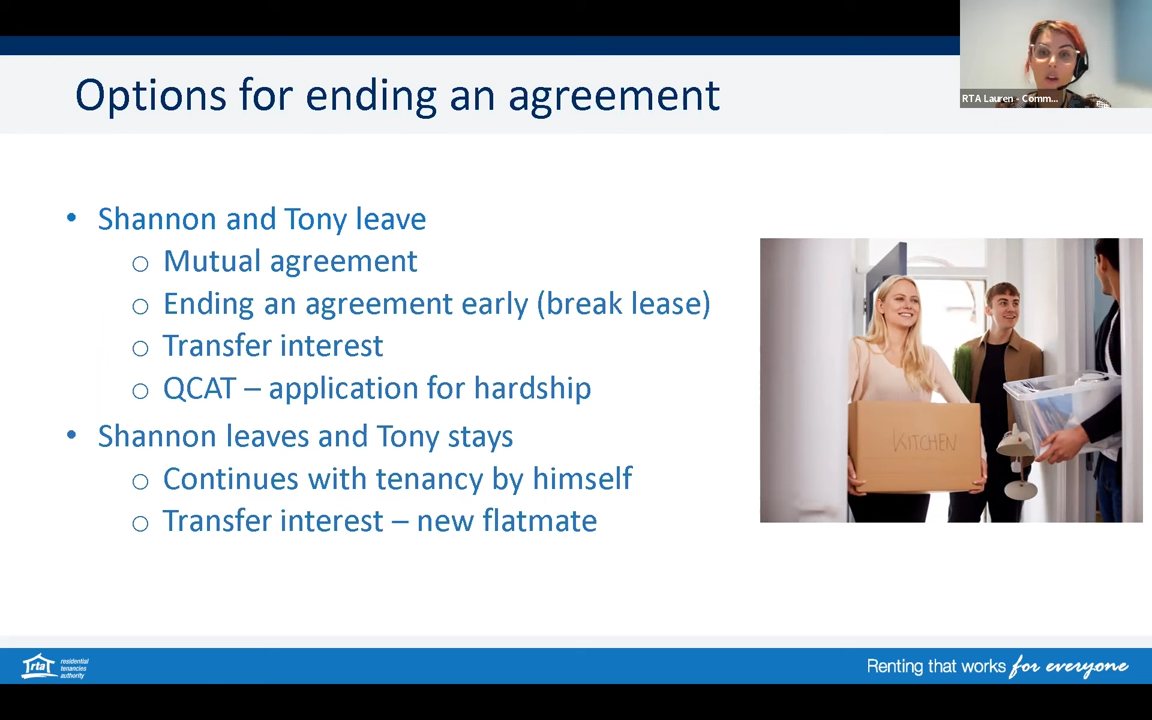 Options for ending an agreement
RTA Lauren - Comm...
• Shannon and Tony leave
o Mutual agreement
o Ending an agreement early (break lease)
o Transfer interest
o QCAT – application for hardship
• Shannon leaves and Tony stays
o Continues with tenancy by himself
o Transfer interest – new flatmate
KITCHEN
rta
residential
tenancies
authority
Renting that works for everyone